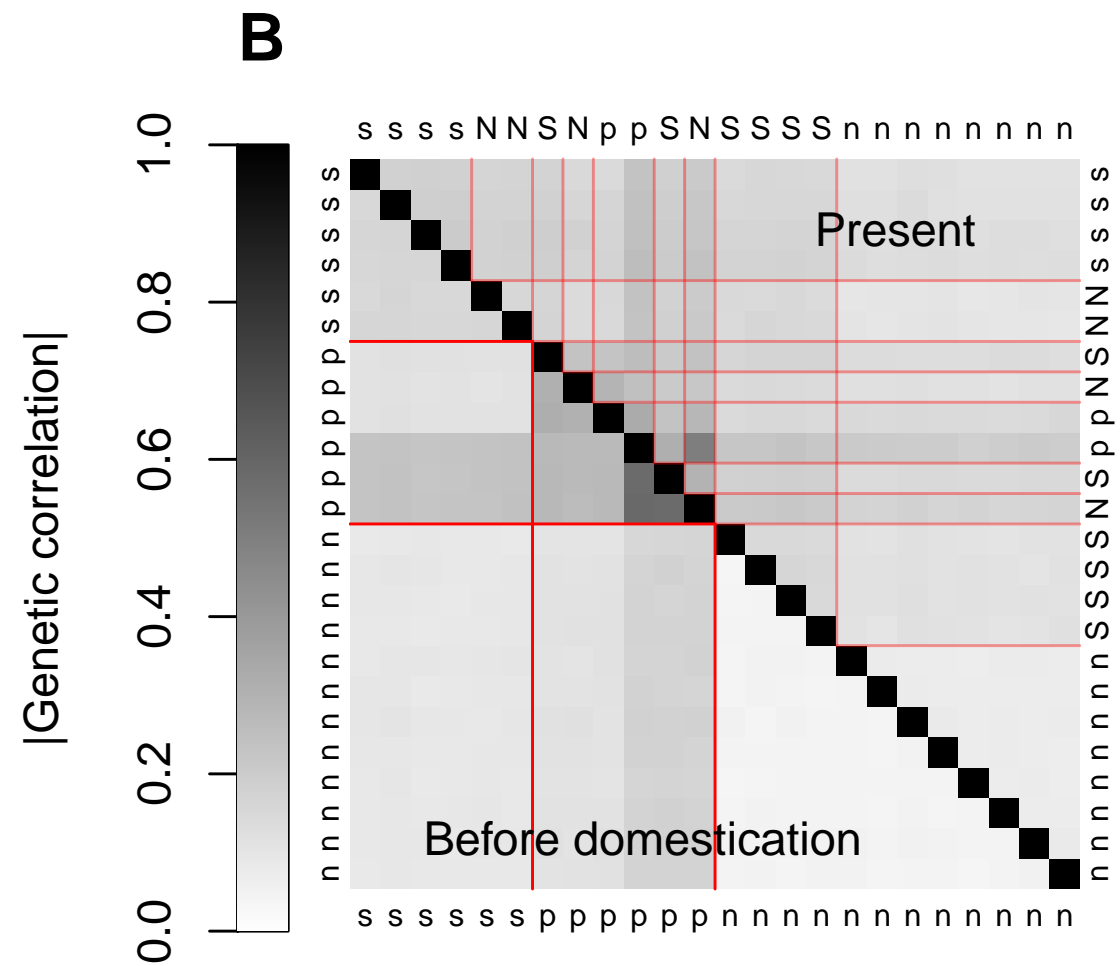 B
s s s s N N S N p p S N S S S S n n n n n n n n
|Genetic correlation|
1.0
0.8
0.6
0.4
0.2
0.0
s s s s s s p p p p p p n n n n n n n n n n n n
Present
Before domestication
s s s s N N S N p p S N S S S S n n n n n n n n
s s s s s s p p p p p p n n n n n n n n n n n n